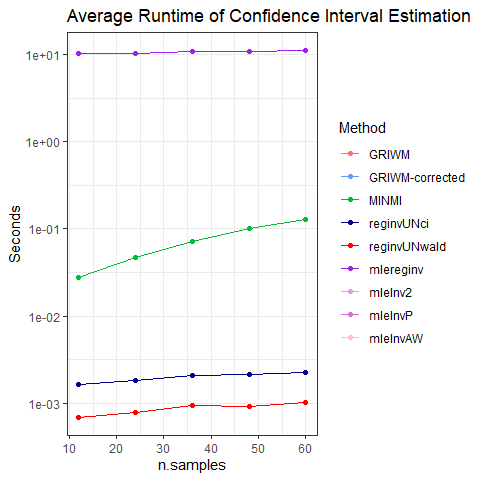 Average Runtime of Confidence Interval Estimation
1e+01
1e+00
1e-01
1e-02
1e-03
Seconds
10 20 30 40 50 60
n.samples
Method
GRIWM
GRIWM-corrected
MINMI
reginvUNci
reginvUNwald
mlereginv
mleInv2
mleInvP
mleInvAW